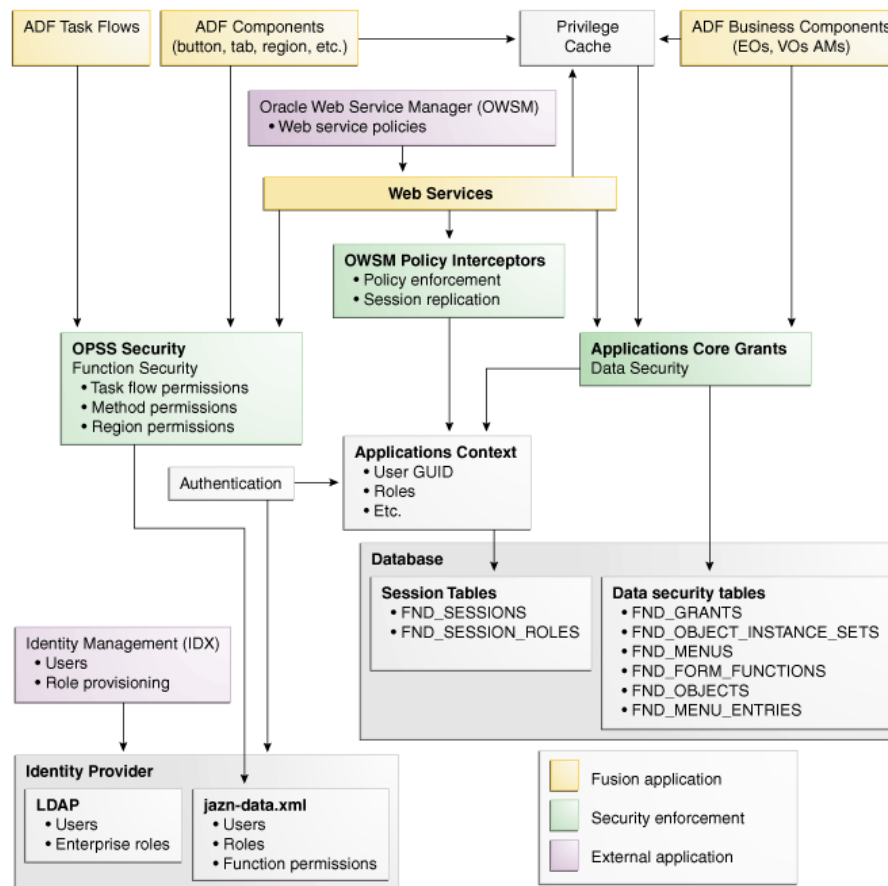 ADF Task Flows
ADF Components
(button, tab, region, etc.)
Privilege
Cache
ADF Business Components
(EOs, VOs AMs)
Oracle Web Service Manager (OWSM)
• Web service policies
Web Services
OWSM Policy Interceptors
• Policy enforcement
• Session replication
OPSS Security
Function Security
• Task flow permissions
• Method permissions
• Region permissions
Applications Core Grants
Data Security
Applications Context
• User GUID
• Roles
• Etc.
Authentication
Database
Session Tables
• FND_SESSIONS
• FND_SESSION_ROLES
Data security tables
• FND_GRANTS
• FND_OBJECT_INSTANCE_SETS
• FND_MENUS
• FND_FORM_FUNCTIONS
• FND_OBJECTS
• FND_MENU_ENTRIES
Identity Management (IDX)
• Users
• Role provisioning
Identity Provider
LDAP
• Users
• Enterprise roles
jazn-data.xml
• Users
• Roles
• Function permissions
Fusion application
Security enforcement
External application